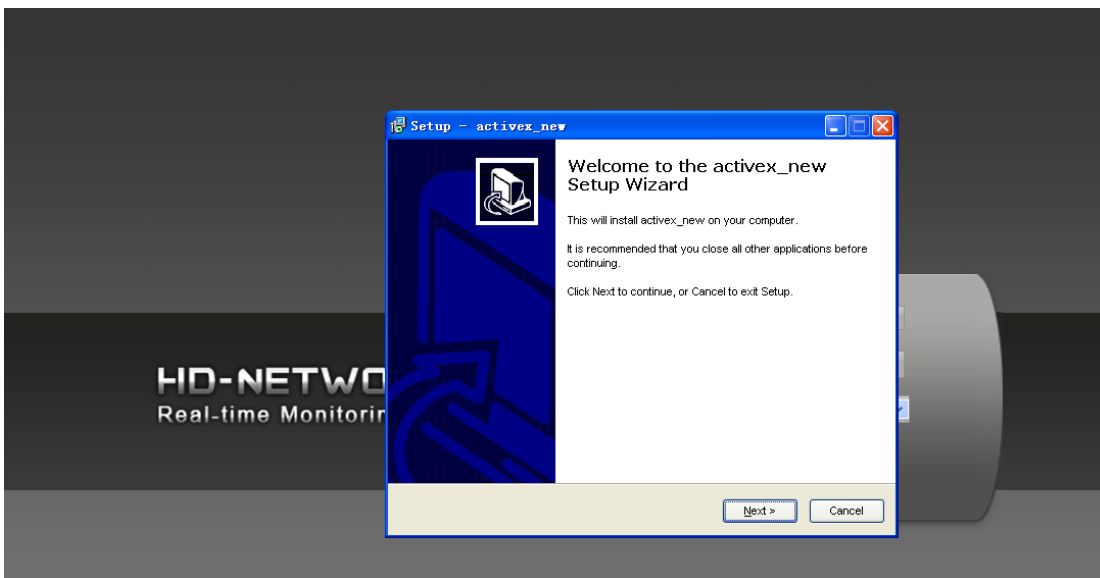 Setup - activex_new
Welcome to the activex_new
Setup Wizard
This will install activex_new on your computer.
It is recommended that you close all other applications before
continuing.
Click Next to continue, or Cancel to exit Setup.
HD-NETWO
Real-time Monitorin
Next >
Cancel